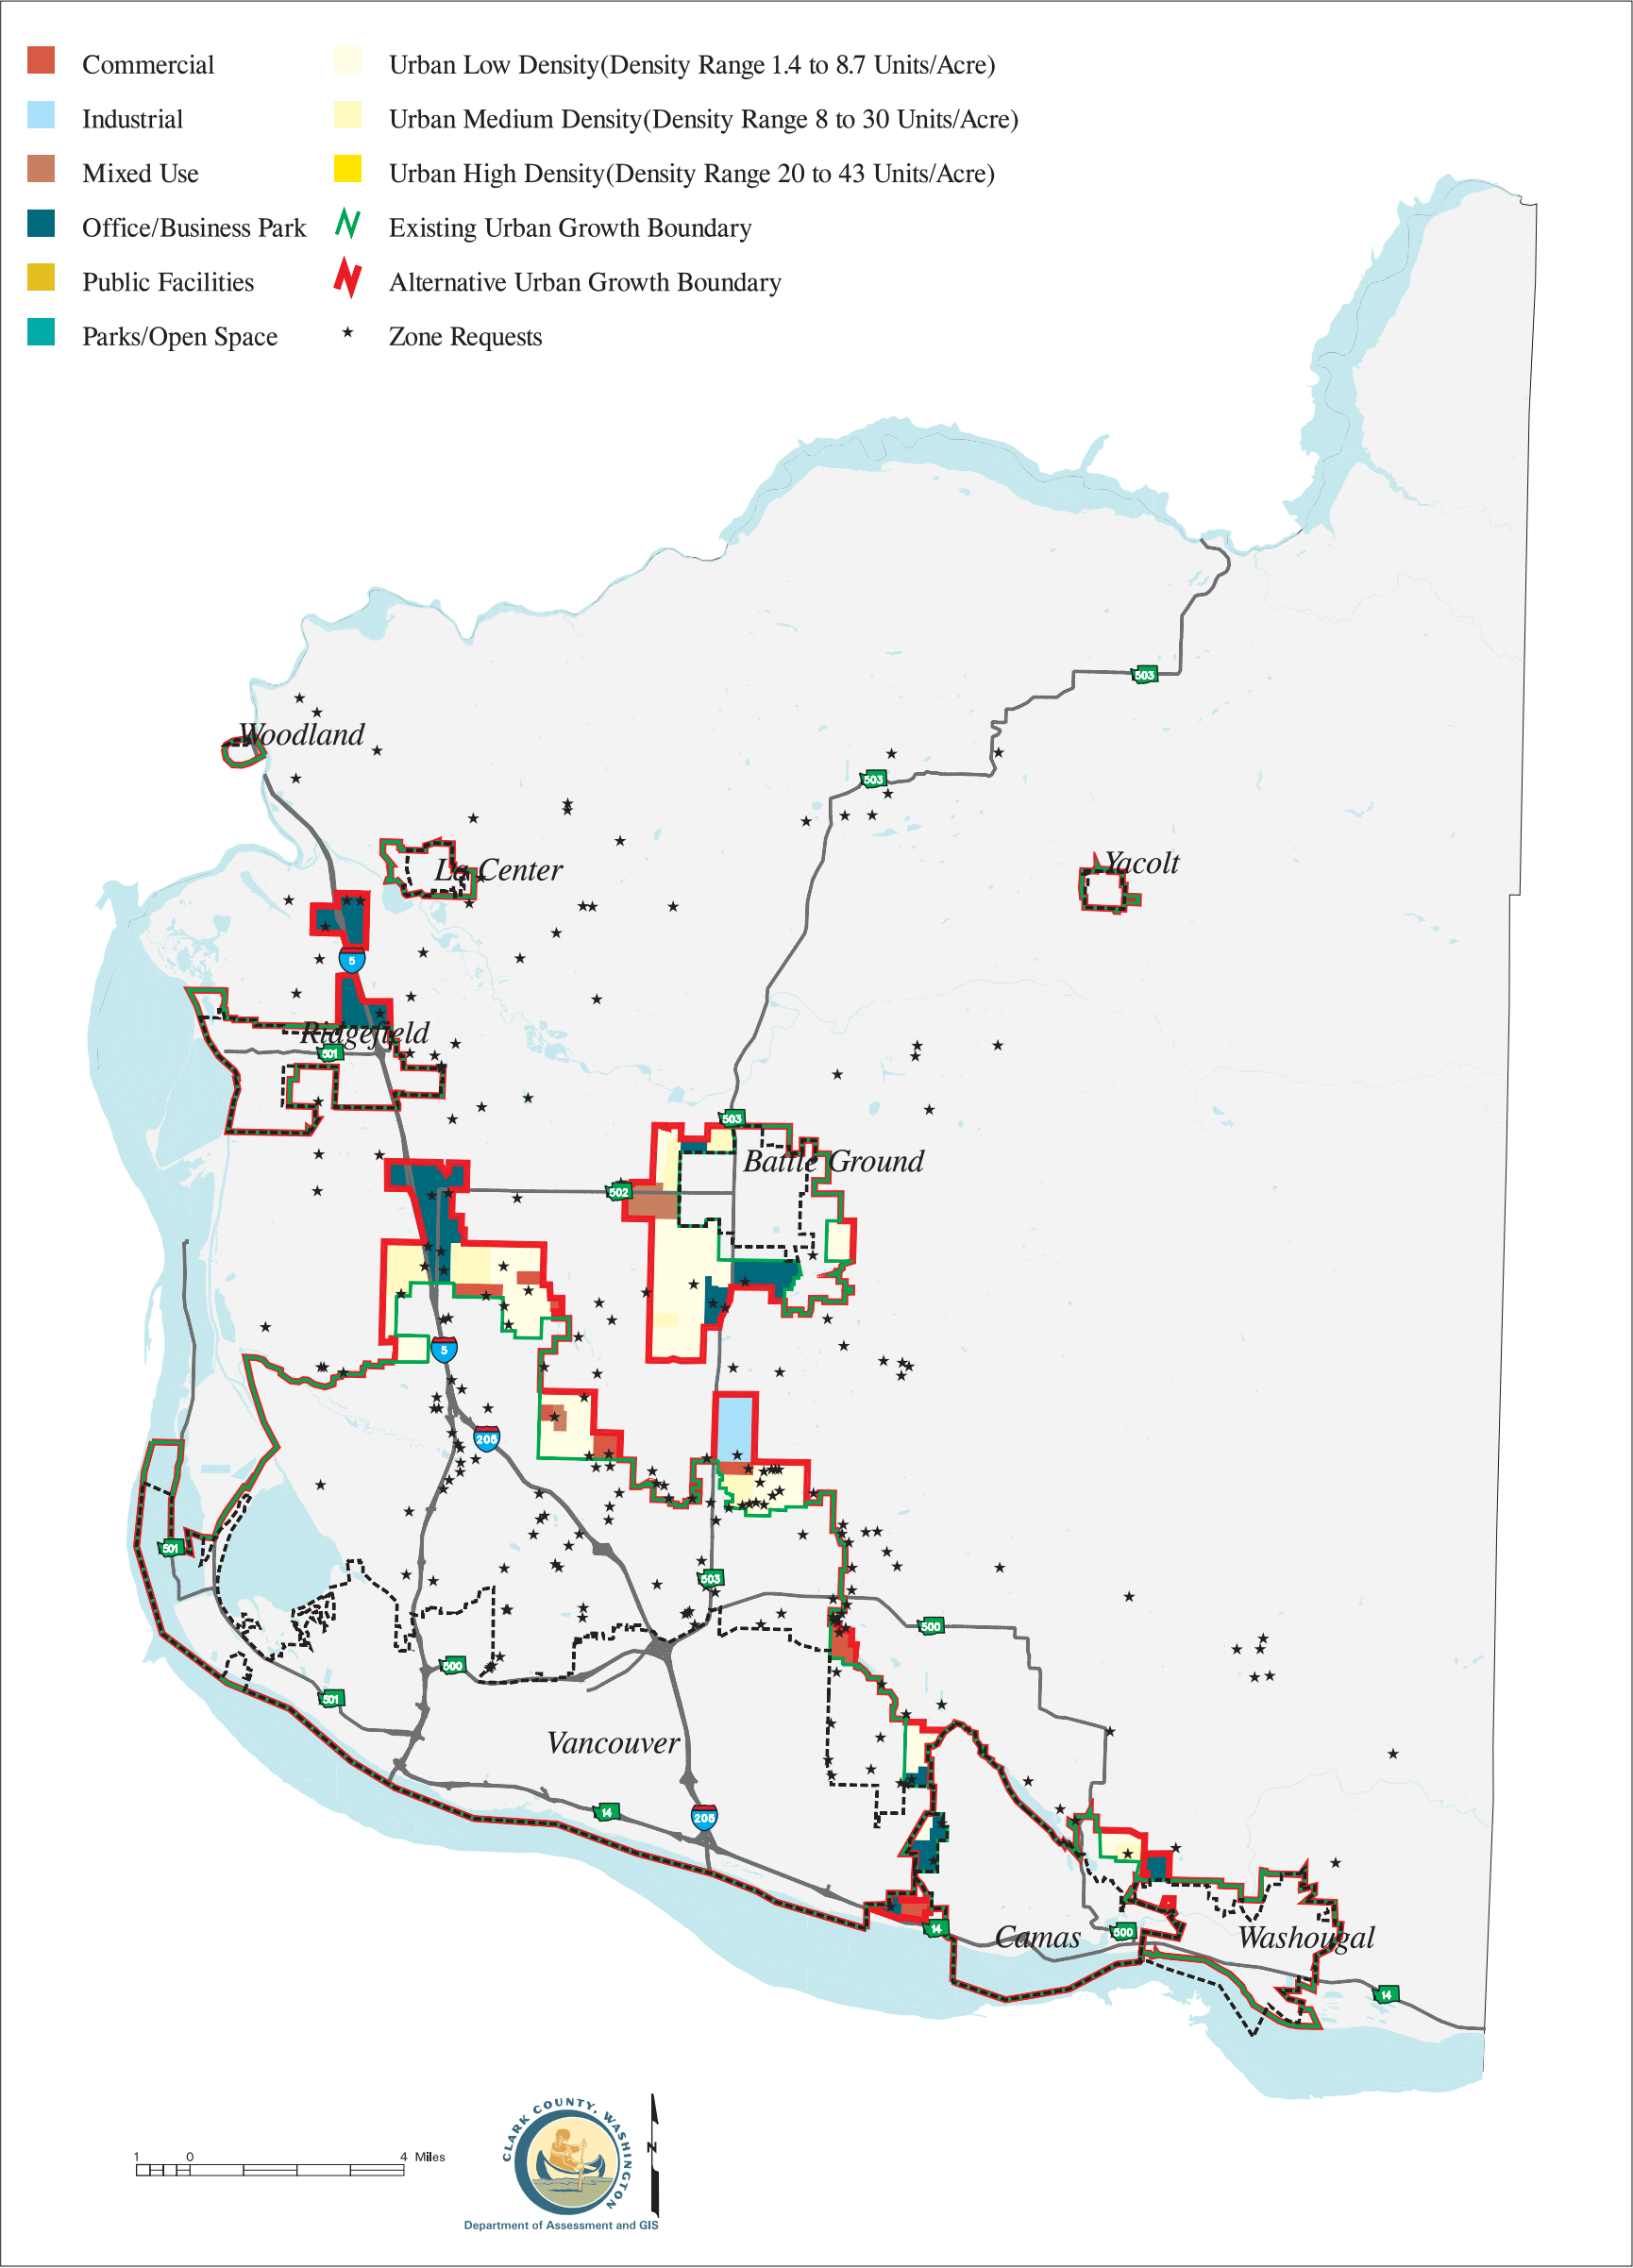 Commercial
Urban Low Density(Density Range 1.4 to 8.7 Units/Acre)
Industrial
Urban Medium Density(Density Range 8 to 30 Units/Acre)
Mixed Use
Urban High Density(Density Range 20 to 43 Units/Acre)
Office/Business Park
Existing Urban Growth Boundary
Public Facilities
Alternative Urban Growth Boundary
Parks/Open Space
Zone Requests
503
Woodland
503
La Center
Yacolt
5
Ridgefield
501
503
Battle Ground
502
5
205
501
503
500
500
501
Vancouver
14
205
14
Camas
500
Washougal
14
CLARK COUNTY, WASHINGTON
N
1 0 4 Miles
Department of Assessment and GIS